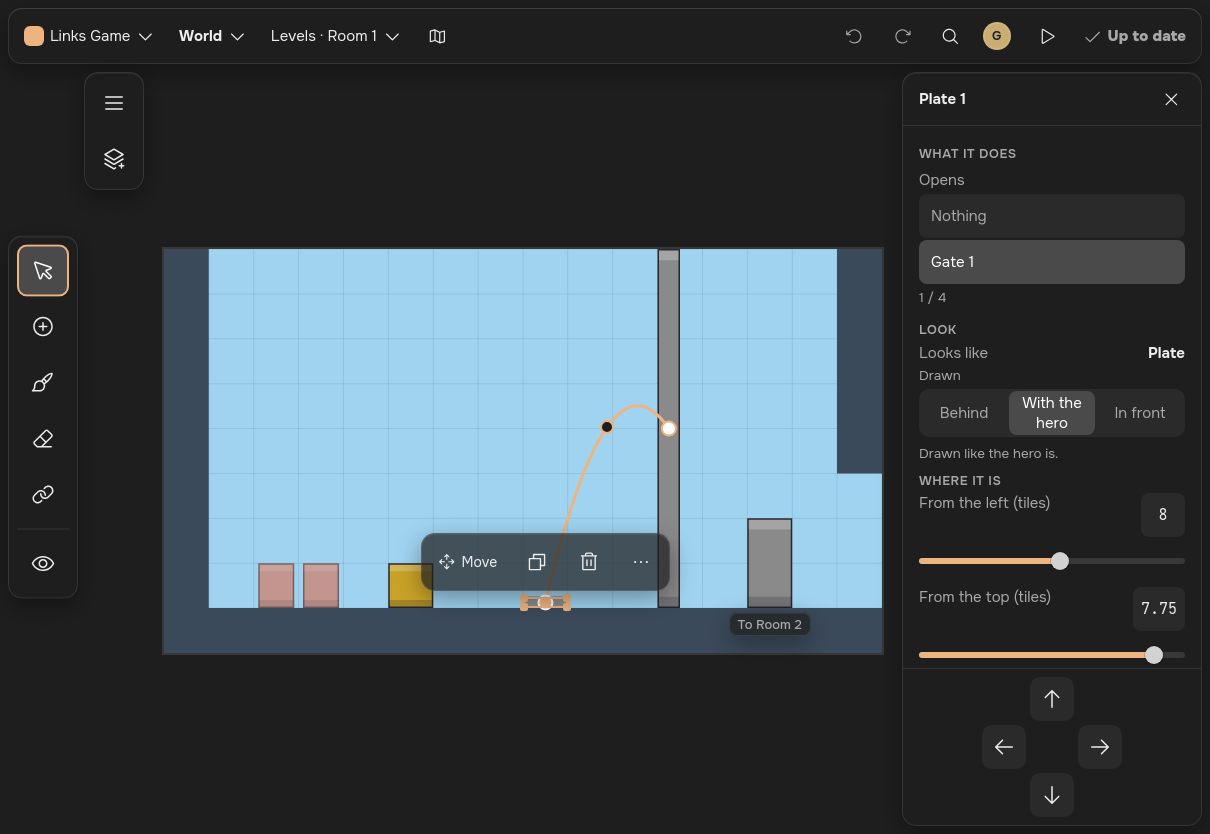 Links Game
World
Levels · Room 1
G
Up to date
Plate 1
WHAT IT DOES
Opens
Nothing
Gate 1
1 / 4
LOOK
Looks like
Plate
Drawn
Behind
With the
hero
In front
Drawn like the hero is.
WHERE IT IS
From the left (tiles)
8
From the top (tiles)
7.75
Move
To Room 2